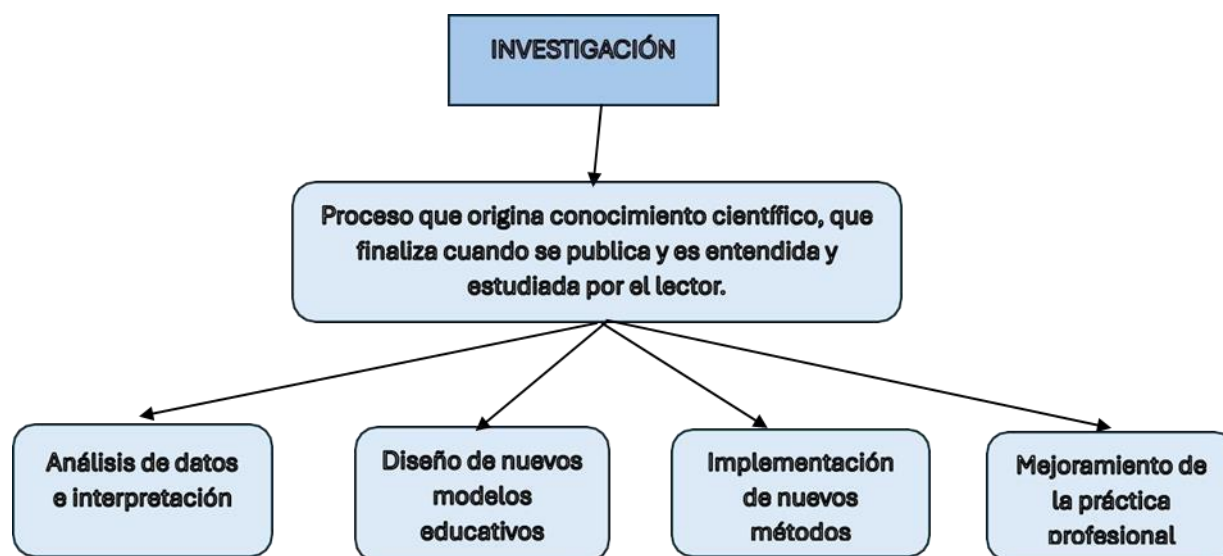 INVESTIGACIÓN
Proceso que origina conocimiento científico, que
finaliza cuando se publica y es entendida y
estudiada por el lector.
Análisis de datos
e interpretación
Diseño de nuevos
modelos
educativos
Implementación
de nuevos
métodos
Mejoramiento de
la práctica
profesional